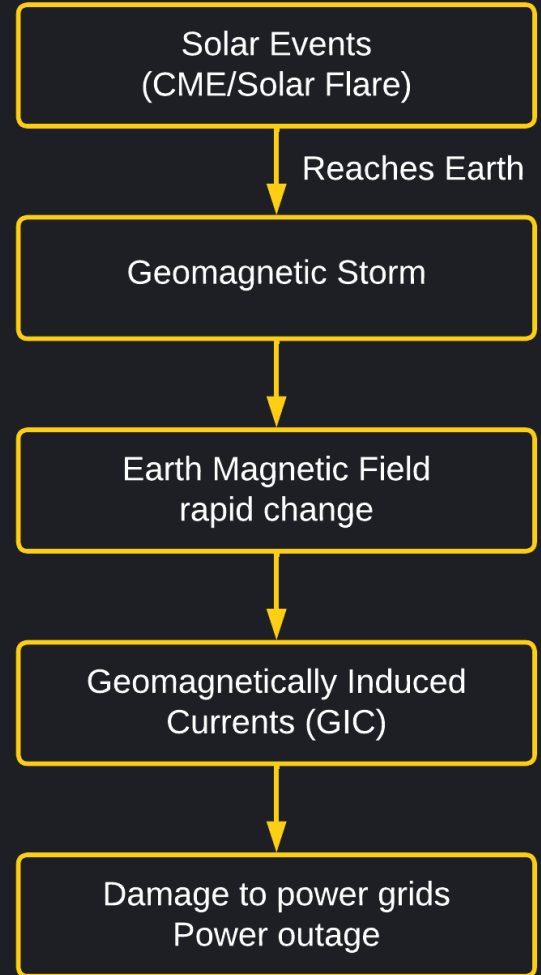 Solar Events
(CME/Solar Flare)
Reaches Earth
Geomagnetic Storm
Earth Magnetic Field
rapid change
Geomagnetically Induced
Currents (GIC)
Damage to power grids
Power outage